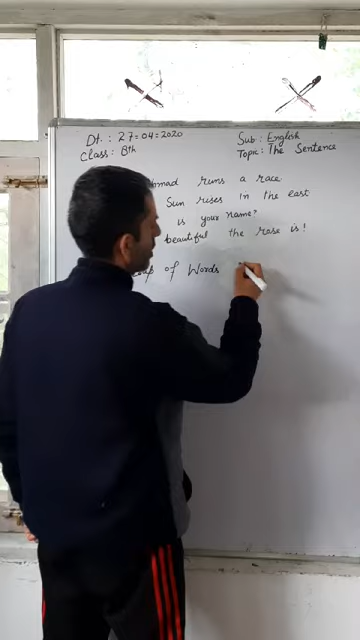 Dt. : 27=04=2020
Class: 8th
Sub : English
Topic: The Sentence
runs a race
Sun rises in the east
is your name?
beautiful the rose is!
of Words